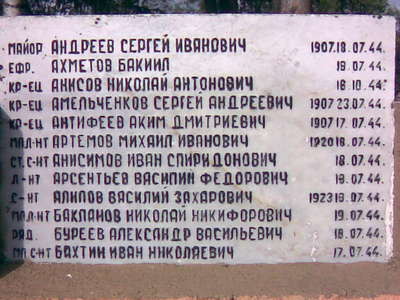 МАЙОР АНДРЕЕВ СЕРГЕЙ ИВАНОВИЧ 1907.18.07.44.
ЕФР. АХМЕТОВ БАКИИЛ 18.07.44.
КР-ЕЦ АНИСОВ НИКОЛАЙ АНТОНОВИЧ 18.10.44.
КР-ЕЦ АМЕЛЬЧЕНКОВ СЕРГЕЙ АНДРЕЕВИЧ 1907 23.07.44.
КР-ЕЦ АНТИФЕЕВ АКИМ ДМИТРИЕВИЧ 1907 17.07.44.
МЛ.Л-НТ АРТЕМОВ МИХАИЛ ИВАНОВИЧ 1920 18.07.44.
СТ.С-НТ АНИСИМОВ ИВАН СПИРИДОНОВИЧ 18.07.44.
Л-НТ АРСЕНТЬЕВ ВАСИЛИЙ ФЕДОРОВИЧ 18.07.44.
С-НТ АЛИПОВ ВАСИЛИЙ ЗАХАРОВИЧ 1923 18.07.44.
МЛ.Л-НТ БАКЛАНОВ НИКОЛАЙ НИКИФОРОВИЧ 19.07.44.
РЯД. БУРЕЕВ АЛЕКСАНДР ВАСИЛЬЕВИЧ 18.07.44.
МЛ С-НТ БАХТИН ИВАН НИКОЛАЕВИЧ 17.07.44.